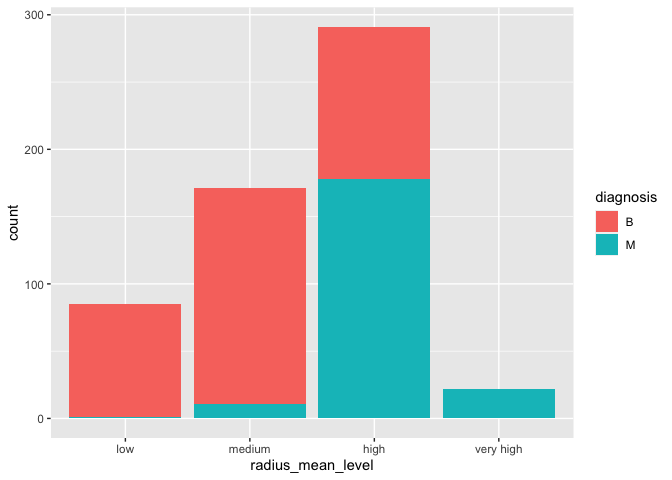 300
200
100
0
count
low medium high very high
radius_mean_level
diagnosis
B
M